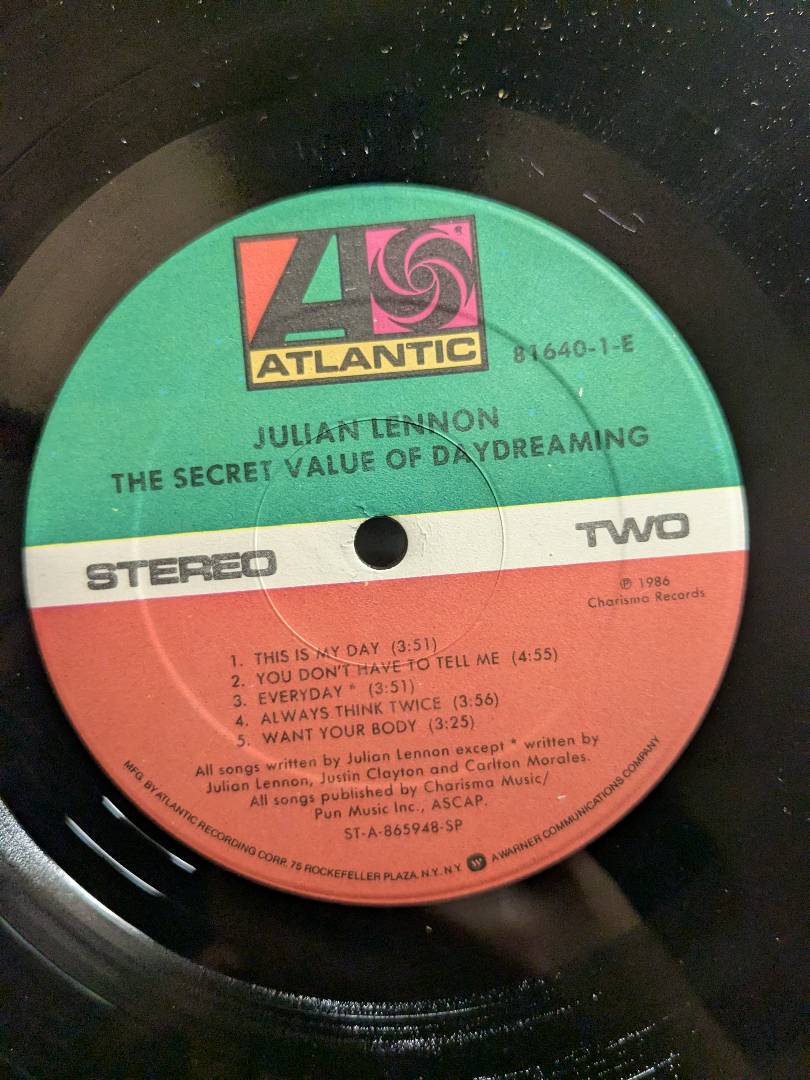 ATLANTIC ®
81640-1-E
JULIAN LENNON
THE SECRET VALUE OF DAYDREAMING
STEREO
TWO
℗ 1986
Charisma Records
1. THIS IS MY DAY (3:51)
2. YOU DON'T HAVE TO TELL ME (4:55)
3. EVERYDAY * (3:51)
4. ALWAYS THINK TWICE (3:56)
5. WANT YOUR BODY (3:25)
All songs written by Julian Lennon except * written by
Julian Lennon, Justin Clayton and Carlton Morales.
All songs published by Charisma Music/
Pun Music Inc., ASCAP.
ST-A-865948-SP
MFG. BY ATLANTIC RECORDING CORP. 75 ROCKEFELLER PLAZA, N.Y. N.Y. W A WARNER COMMUNICATIONS COMPANY